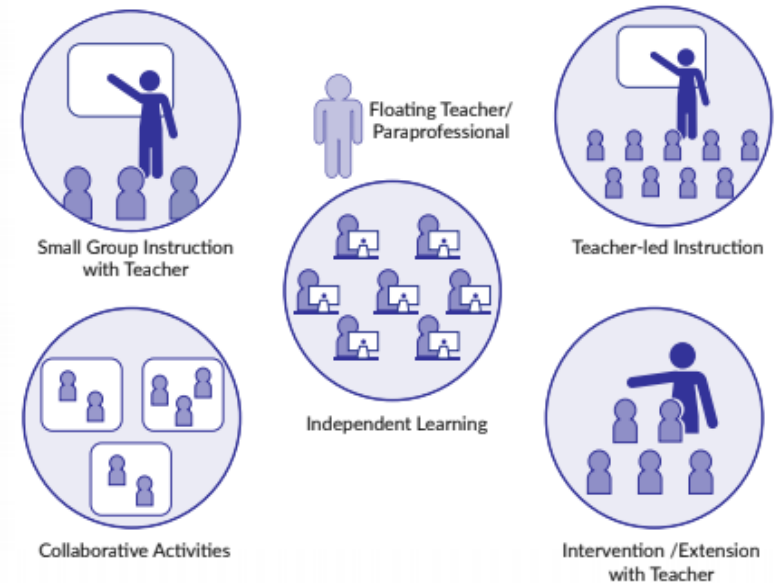 Floating Teacher/
Paraprofessional
Small Group Instruction
with Teacher
Teacher-led Instruction
Independent Learning
Collaborative Activities
Intervention /Extension
with Teacher